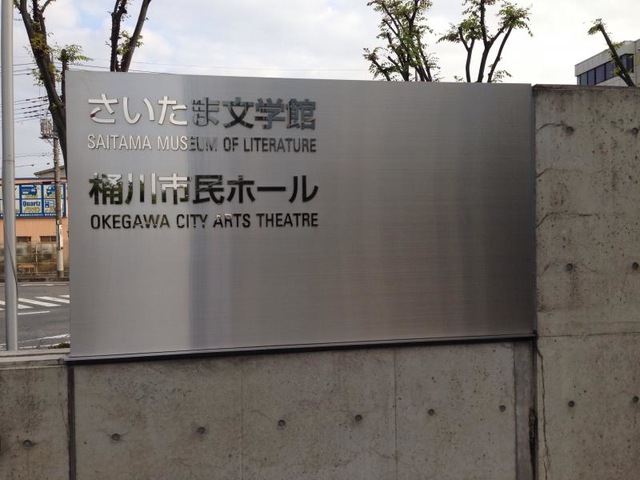 さいたま文学館
SAITAMA MUSEUM OF LITERATURE
桶川市民ホール
OKEGAWA CITY ARTS THEATRE
Quartz